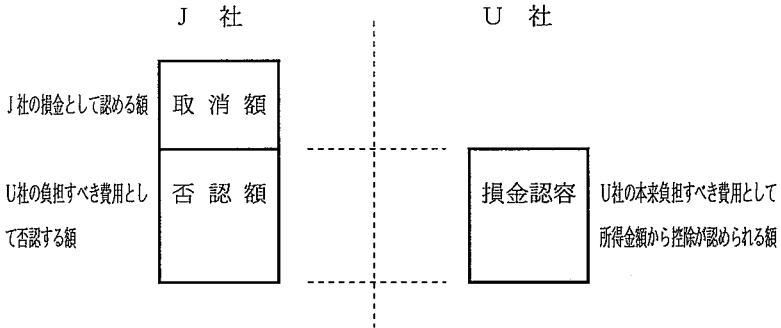 J 社
U 社
J社の損金として認める額
取消額
U社の負担すべき費用とし
て否認する額
否認額
損金認容
U社の本来負担すべき費用として
所得金額から控除が認められる額